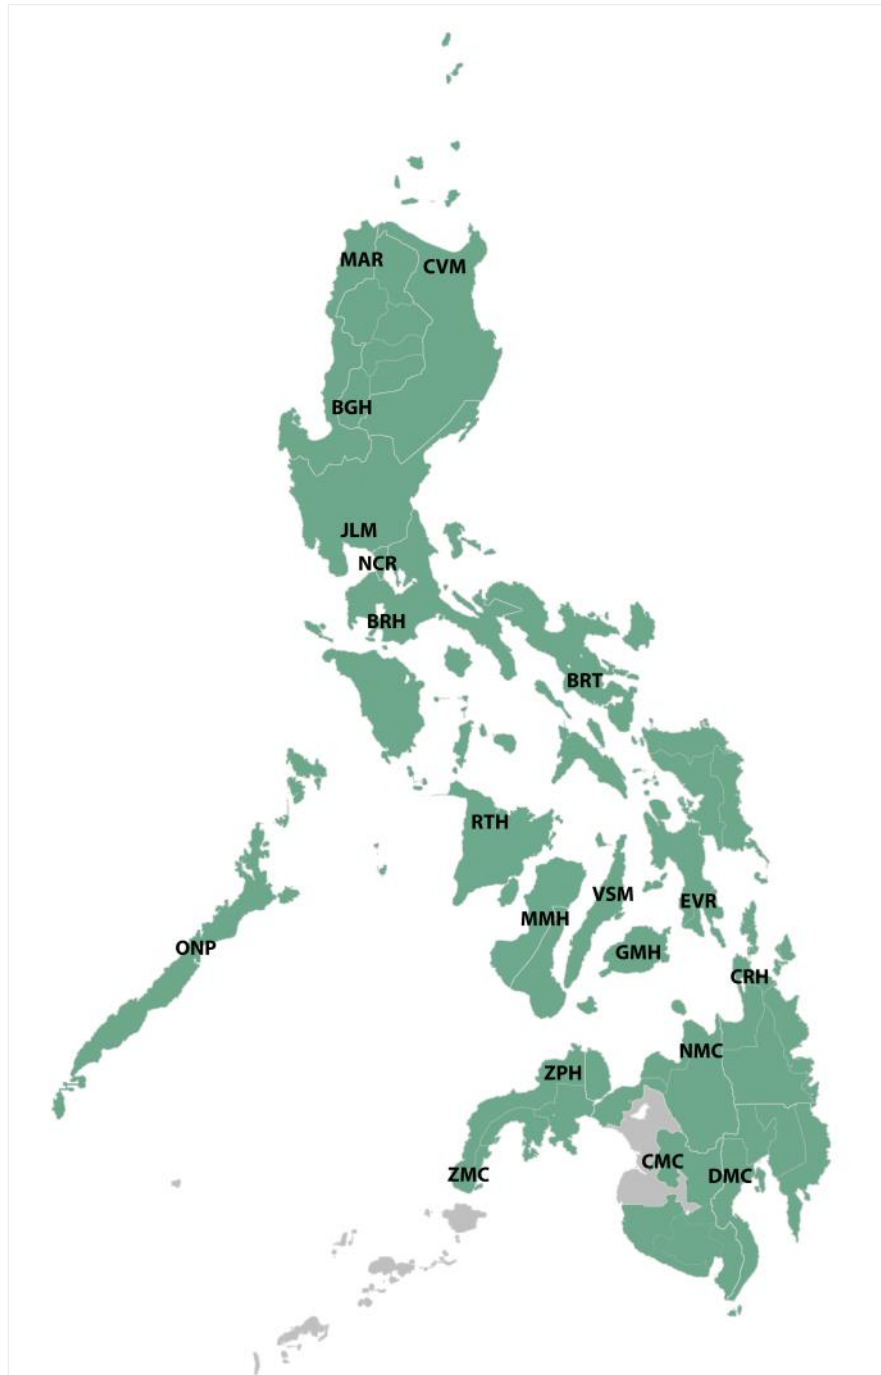 MAR
CVM
BGH
JLM
NCR
BRH
BRT
RTH
VSM
EVR
MMH
ONP
GMH
CRH
NMC
ZPH
CMC
ZMC
DMC